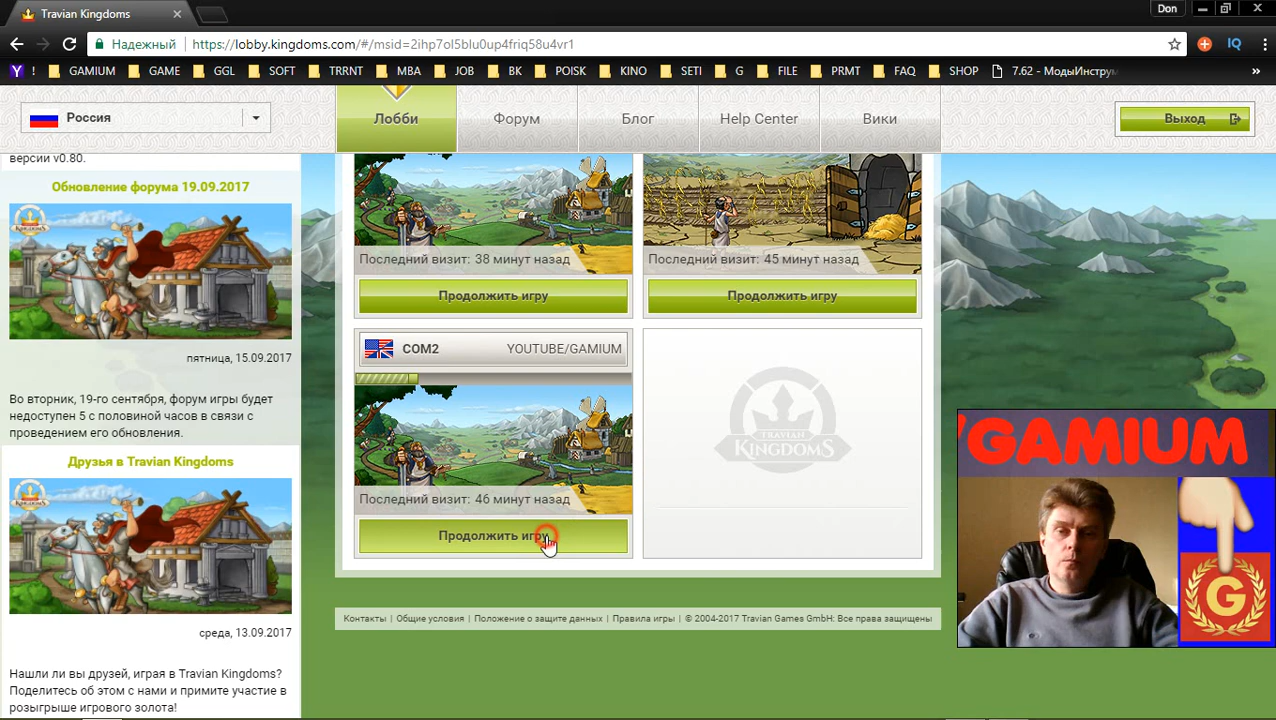 Travian Kingdoms
Don
Надежный
https://lobby.kingdoms.com/#/msid=2ihp7ol5blu0up4friq58u4vr1
IQ
Y ! GAMIUM GAME GGL SOFT TRRNT MBA JOB BK POISK KINO SETI G FILE PRMT FAQ SHOP 7.62 - МодыИнструм »
Россия
Лобби
Форум
Блог
Help Center
Вики
Выход
версии v0.80.
Обновление форума 19.09.2017
KINGDOMS
пятница, 15.09.2017
Во вторник, 19-го сентября, форум игры будет
недоступен 5 с половиной часов в связи с
проведением его обновления.
Друзья в Travian Kingdoms
KINGDOMS
среда, 13.09.2017
Нашли ли вы друзей, играя в Travian Kingdoms?
Поделитесь об этом с нами и примите участие в
розыгрыше игрового золота!
Последний визит: 38 минут назад
Продолжить игру
Последний визит: 45 минут назад
Продолжить игру
COM2
YOUTUBE/GAMIUM
Последний визит: 46 минут назад
Продолжить игру
TRAVIAN
KINGDOMS
Контакты | Общие условия | Положение о защите данных | Правила игры | © 2004-2017 Travian Games GmbH: Все права защищены
/GAMIUM
G